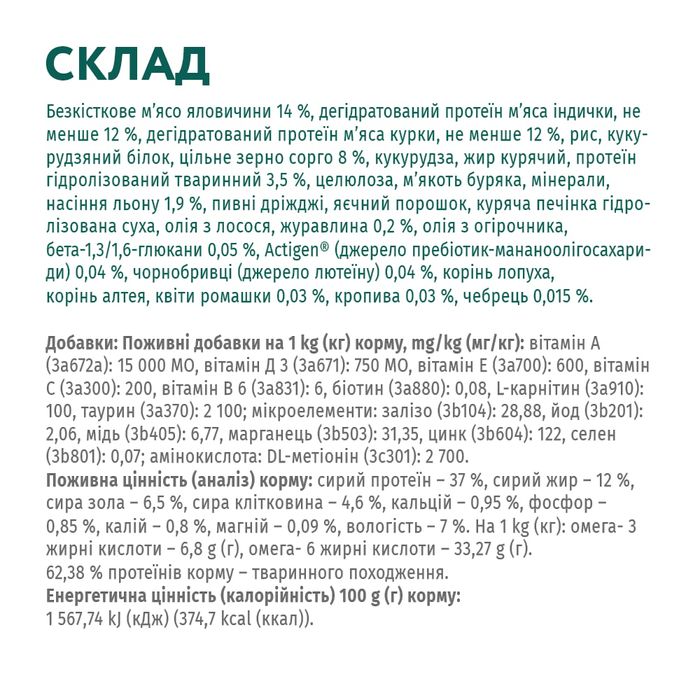 СКЛАД
Безкісткове м’ясо яловичини 14 %, дегідратований протеїн м’яса індички, не
менше 12 %, дегідратований протеїн м’яса курки, не менше 12 %, рис, куку-
рудзяний білок, цільне зерно сорго 8 %, кукурудза, жир курячий, протеїн
гідролізований тваринний 3,5 %, целюлоза, м’якоть буряка, мінерали,
насіння льону 1,9 %, пивні дріжджі, яєчний порошок, куряча печінка гідро-
лізована суха, олія з лосося, журавлина 0,2 %, олія з огірочника,
бета-1,3/1,6-глюкани 0,05 %, Actigen® (джерело пребіотик-мананоолігосахари-
ди) 0,04 %, чорнобривці (джерело лютеїну) 0,04 %, корінь лопуха,
корінь алтея, квіти ромашки 0,03 %, кропива 0,03 %, чебрець 0,015 %.
Добавки: Поживні добавки на 1 kg (кг) корму, mg/kg (мг/кг): вітамін А
(3а672а): 15 000 МО, вітамін Д 3 (3а671): 750 МО, вітамін Е (3а700): 600, вітамін
С (3а300): 200, вітамін В 6 (3а831): 6, біотин (3а880): 0,08, L-карнітин (3а910):
100, таурин (3а370): 2 100; мікроелементи: залізо (3b104): 28,88, йод (3b201):
2,06, мідь (3b405): 6,77, марганець (3b503): 31,35, цинк (3b604): 122, селен
(3b801): 0,07; амінокислота: DL-метіонін (3c301): 2 700.
Поживна цінність (аналіз) корму: сирий протеїн – 37 %, сирий жир – 12 %,
сира зола – 6,5 %, сира клітковина – 4,6 %, кальцій – 0,95 %, фосфор –
0,85 %, калій – 0,8 %, магній – 0,09 %, вологість – 7 %. На 1 kg (кг): омега- 3
жирні кислоти – 6,8 g (г), омега- 6 жирні кислоти – 33,27 g (г).
62,38 % протеїнів корму – тваринного походження.
Енергетична цінність (калорійність) 100 g (г) корму:
1 567,74 kJ (кДж) (374,7 kcal (ккал)).